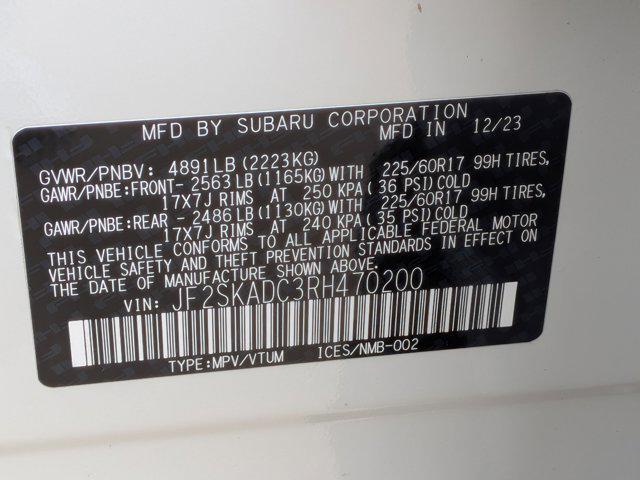 MFD BY SUBARU CORPORATION
MFD IN 12/23
GVWR/PNBV: 4891LB (2223KG)
GAWR/PNBE:FRONT- 2563LB (1165KG)WITH 225/60R17 99H TIRES,
17X7J RIMS AT 250 KPA ( 36 PSI)COLD
GAWR/PNBE:REAR - 2486LB (1130KG)WITH 225/60R17 99H TIRES,
17X7J RIMS AT 240 KPA ( 35 PSI)COLD
THIS VEHICLE CONFORMS TO ALL APPLICABLE FEDERAL MOTOR
VEHICLE SAFETY AND THEFT PREVENTION STANDARDS IN EFFECT ON
THE DATE OF MANUFACTURE SHOWN ABOVE.
VIN: JF2SKADC3RH470200
TYPE:MPV/VTUM ICES/NMB-002